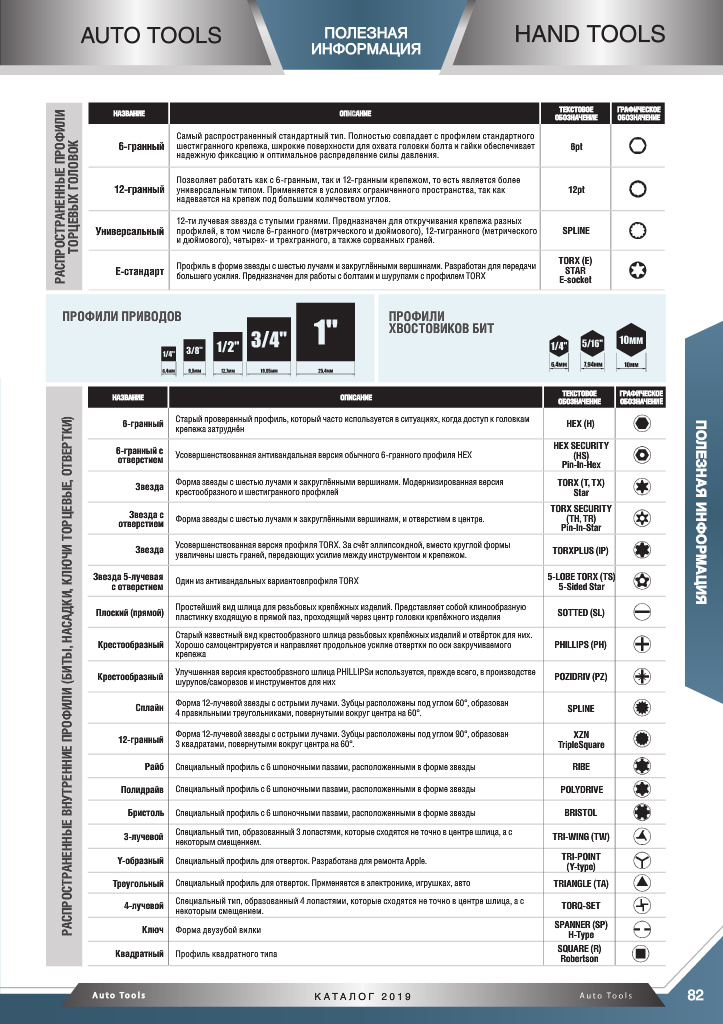 AUTO TOOLS
ПОЛЕЗНАЯ
ИНФОРМАЦИЯ
HAND TOOLS
РАСПРОСТРАНЕННЫЕ ПРОФИЛИ
ТОРЦЕВЫХ ГОЛОВОК
НАЗВАНИЕ
ОПИСАНИЕ
ТЕКСТОВОЕ
ОБОЗНАЧЕНИЕ
ГРАФИЧЕСКОЕ
ОБОЗНАЧЕНИЕ
6-гранный
Самый распространенный стандартный тип. Полностью совпадает с профилем стандартного
шестигранного крепежа, широкие поверхности для охвата головки болта и гайки обеспечивает
надежную фиксацию и оптимальное распределение силы давления.
6pt
12-гранный
Позволяет работать как с 6-гранным, так и 12-гранным крепежом, то есть является более
универсальным типом. Применяется в условиях ограниченного пространства, так как
надевается на крепеж под большим количеством углов.
12pt
Универсальный
12-ти лучевая звезда с тупыми гранями. Предназначен для откручивания крепежа разных
профилей, в том числе 6-гранного (метрического и дюймового), 12-тигранного (метрического
и дюймового), четырех- и трехгранного, а также сорванных граней.
SPLINE
E-стандарт
Профиль в форме звезды с шестью лучами и закруглёнными вершинами. Разработан для передачи
большего усилия. Предназначен для работы с болтами и шурупами с профилем TORX
TORX (E)
STAR
E-socket
ПРОФИЛИ ПРИВОДОВ
1/4"
3/8"
1/2"
3/4"
1"
6,4мм
9,5мм
12,7мм
19,05мм
25,4мм
ПРОФИЛИ
ХВОСТОВИКОВ БИТ
1/4"
5/16"
10мм
6,4мм
7,94мм
10мм
РАСПРОСТРАНЕННЫЕ ВНУТРЕННИЕ ПРОФИЛИ (БИТЫ, НАСАДКИ, КЛЮЧИ ТОРЦЕВЫЕ, ОТВЕРТКИ)
НАЗВАНИЕ
ОПИСАНИЕ
ТЕКСТОВОЕ
ОБОЗНАЧЕНИЕ
ГРАФИЧЕСКОЕ
ОБОЗНАЧЕНИЕ
6-гранный
Старый проверенный профиль, который часто используется в ситуациях, когда доступ к головкам
крепежа затруднён
HEX (H)
6-гранный с
отверстием
Усовершенствованная антивандальная версия обычного 6-гранного профиля HEX
HEX SECURITY
(HS)
Pin-In-Hex
Звезда
Форма звезды с шестью лучами и закруглёнными вершинами. Модернизированная версия
крестообразного и шестигранного профилей
TORX (T, TX)
Star
Звезда с
отверстием
Форма звезды с шестью лучами и закруглёнными вершинами, и отверстием в центре.
TORX SECURITY
(TH, TR)
Pin-In-Star
Звезда
Усовершенствованная версия профиля TORX. За счёт эллипсоидной, вместо круглой формы
увеличены шесть граней, передающих усилие между инструментом и крепежом.
TORXPLUS (IP)
Звезда 5-лучевая
с отверстием
Один из антивандальных вариантовпрофиля TORX
5-LOBE TORX (TS)
5-Sided Star
Плоский (прямой)
Простейший вид шлица для резьбовых крепёжных изделий. Представляет собой клинообразную
пластинку входящую в прямой паз, проходящий через центр головки крепёжного изделия
SOTTED (SL)
Крестообразный
Старый известный вид крестообразного шлица резьбовых крепёжных изделий и отвёрток для них.
Хорошо самоцентрируется и направляет продольное усилие отвертки по оси закручиваемого
крепежа
PHILLIPS (PH)
Крестообразный
Улучшенная версия крестообразного шлица PHILLIPSи используется, прежде всего, в производстве
шурупов/саморезов и инструментов для них
POZIDRIV (PZ)
Сплайн
Форма 12-лучевой звезды с острыми лучами. Зубцы расположены под углом 60°, образован
4 правильными треугольниками, повернутыми вокруг центра на 60°.
SPLINE
12-гранный
Форма 12-лучевой звезды с острыми лучами. Зубцы расположены под углом 90°, образован
3 квадратами, повернутыми вокруг центра на 60°.
XZN
TripleSquare
Райб
Специальный профиль с 6 шпоночными пазами, расположенными в форме звезды
RIBE
Полидрайв
Специальный профиль с 6 шпоночными пазами, расположенными в форме звезды
POLYDRIVE
Бристоль
Специальный профиль с 6 шпоночными пазами, расположенными в форме звезды
BRISTOL
3-лучевой
Специальный тип, образованный 3 лопастями, которые сходятся не точно в центре шлица, а с
некоторым смещением.
TRI-WING (TW)
Y-образный
Специальный профиль для отверток. Разработана для ремонта Apple.
TRI-POINT
(Y-type)
Треугольный
Специальный профиль для отверток. Применяется в электронике, игрушках, авто
TRIANGLE (TA)
4-лучевой
Специальный тип, образованный 4 лопастями, которые сходятся не точно в центре шлица, а с
некоторым смещением.
TORQ-SET
Ключ
Форма двузубой вилки
SPANNER (SP)
H-Type
Квадратный
Профиль квадратного типа
SQUARE (R)
Robertson
ПОЛЕЗНАЯ ИНФОРМАЦИЯ
Auto Tools
КАТАЛОГ 2019
Auto Tools
82